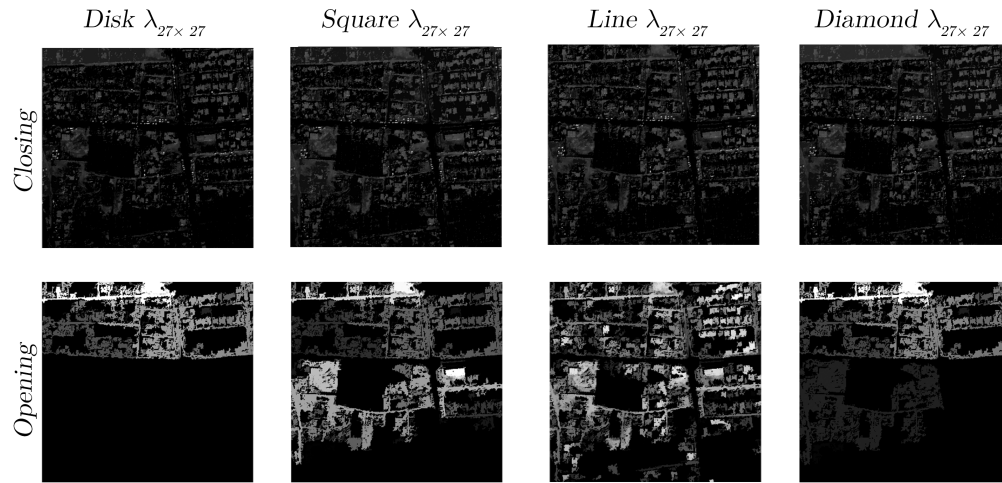 Disk λ27× 27 Square λ27× 27 Line λ27× 27 Diamond λ27× 27
Closing
Opening